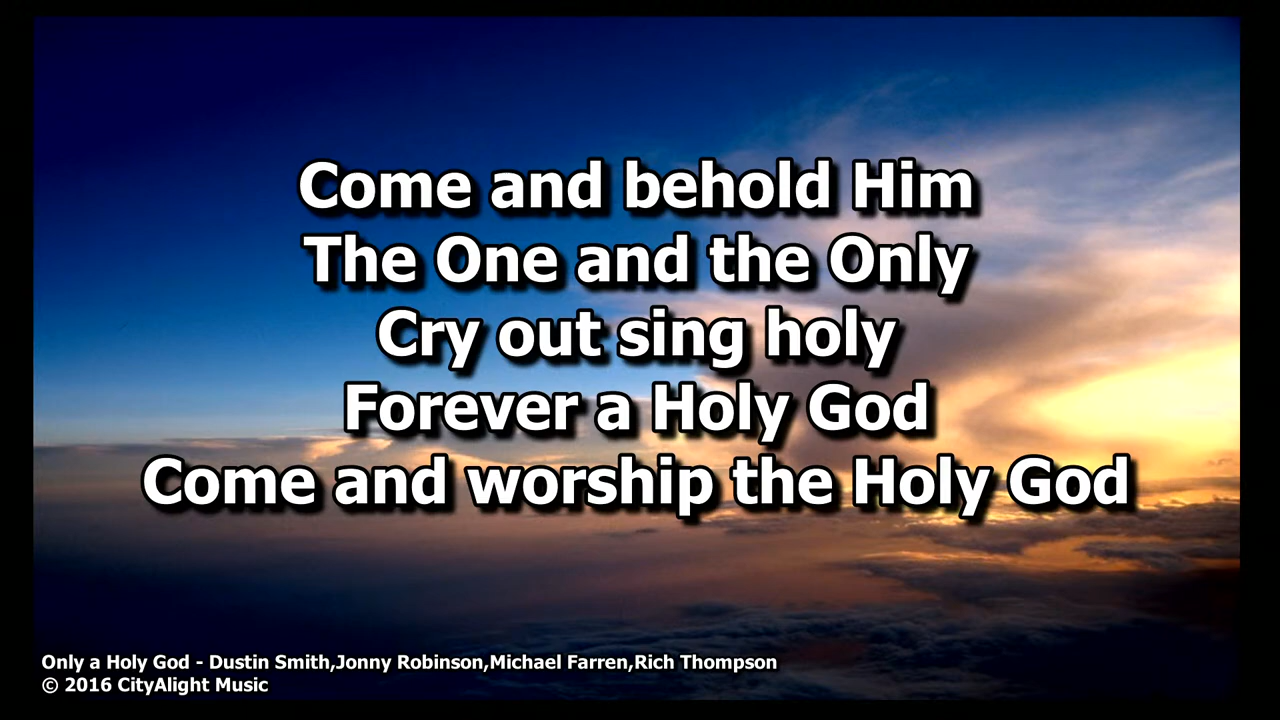 Come and behold Him
The One and the Only
Cry out sing holy
Forever a Holy God
Come and worship the Holy God
Only a Holy God - Dustin Smith,Jonny Robinson,Michael Farren,Rich Thompson
© 2016 CityAlight Music